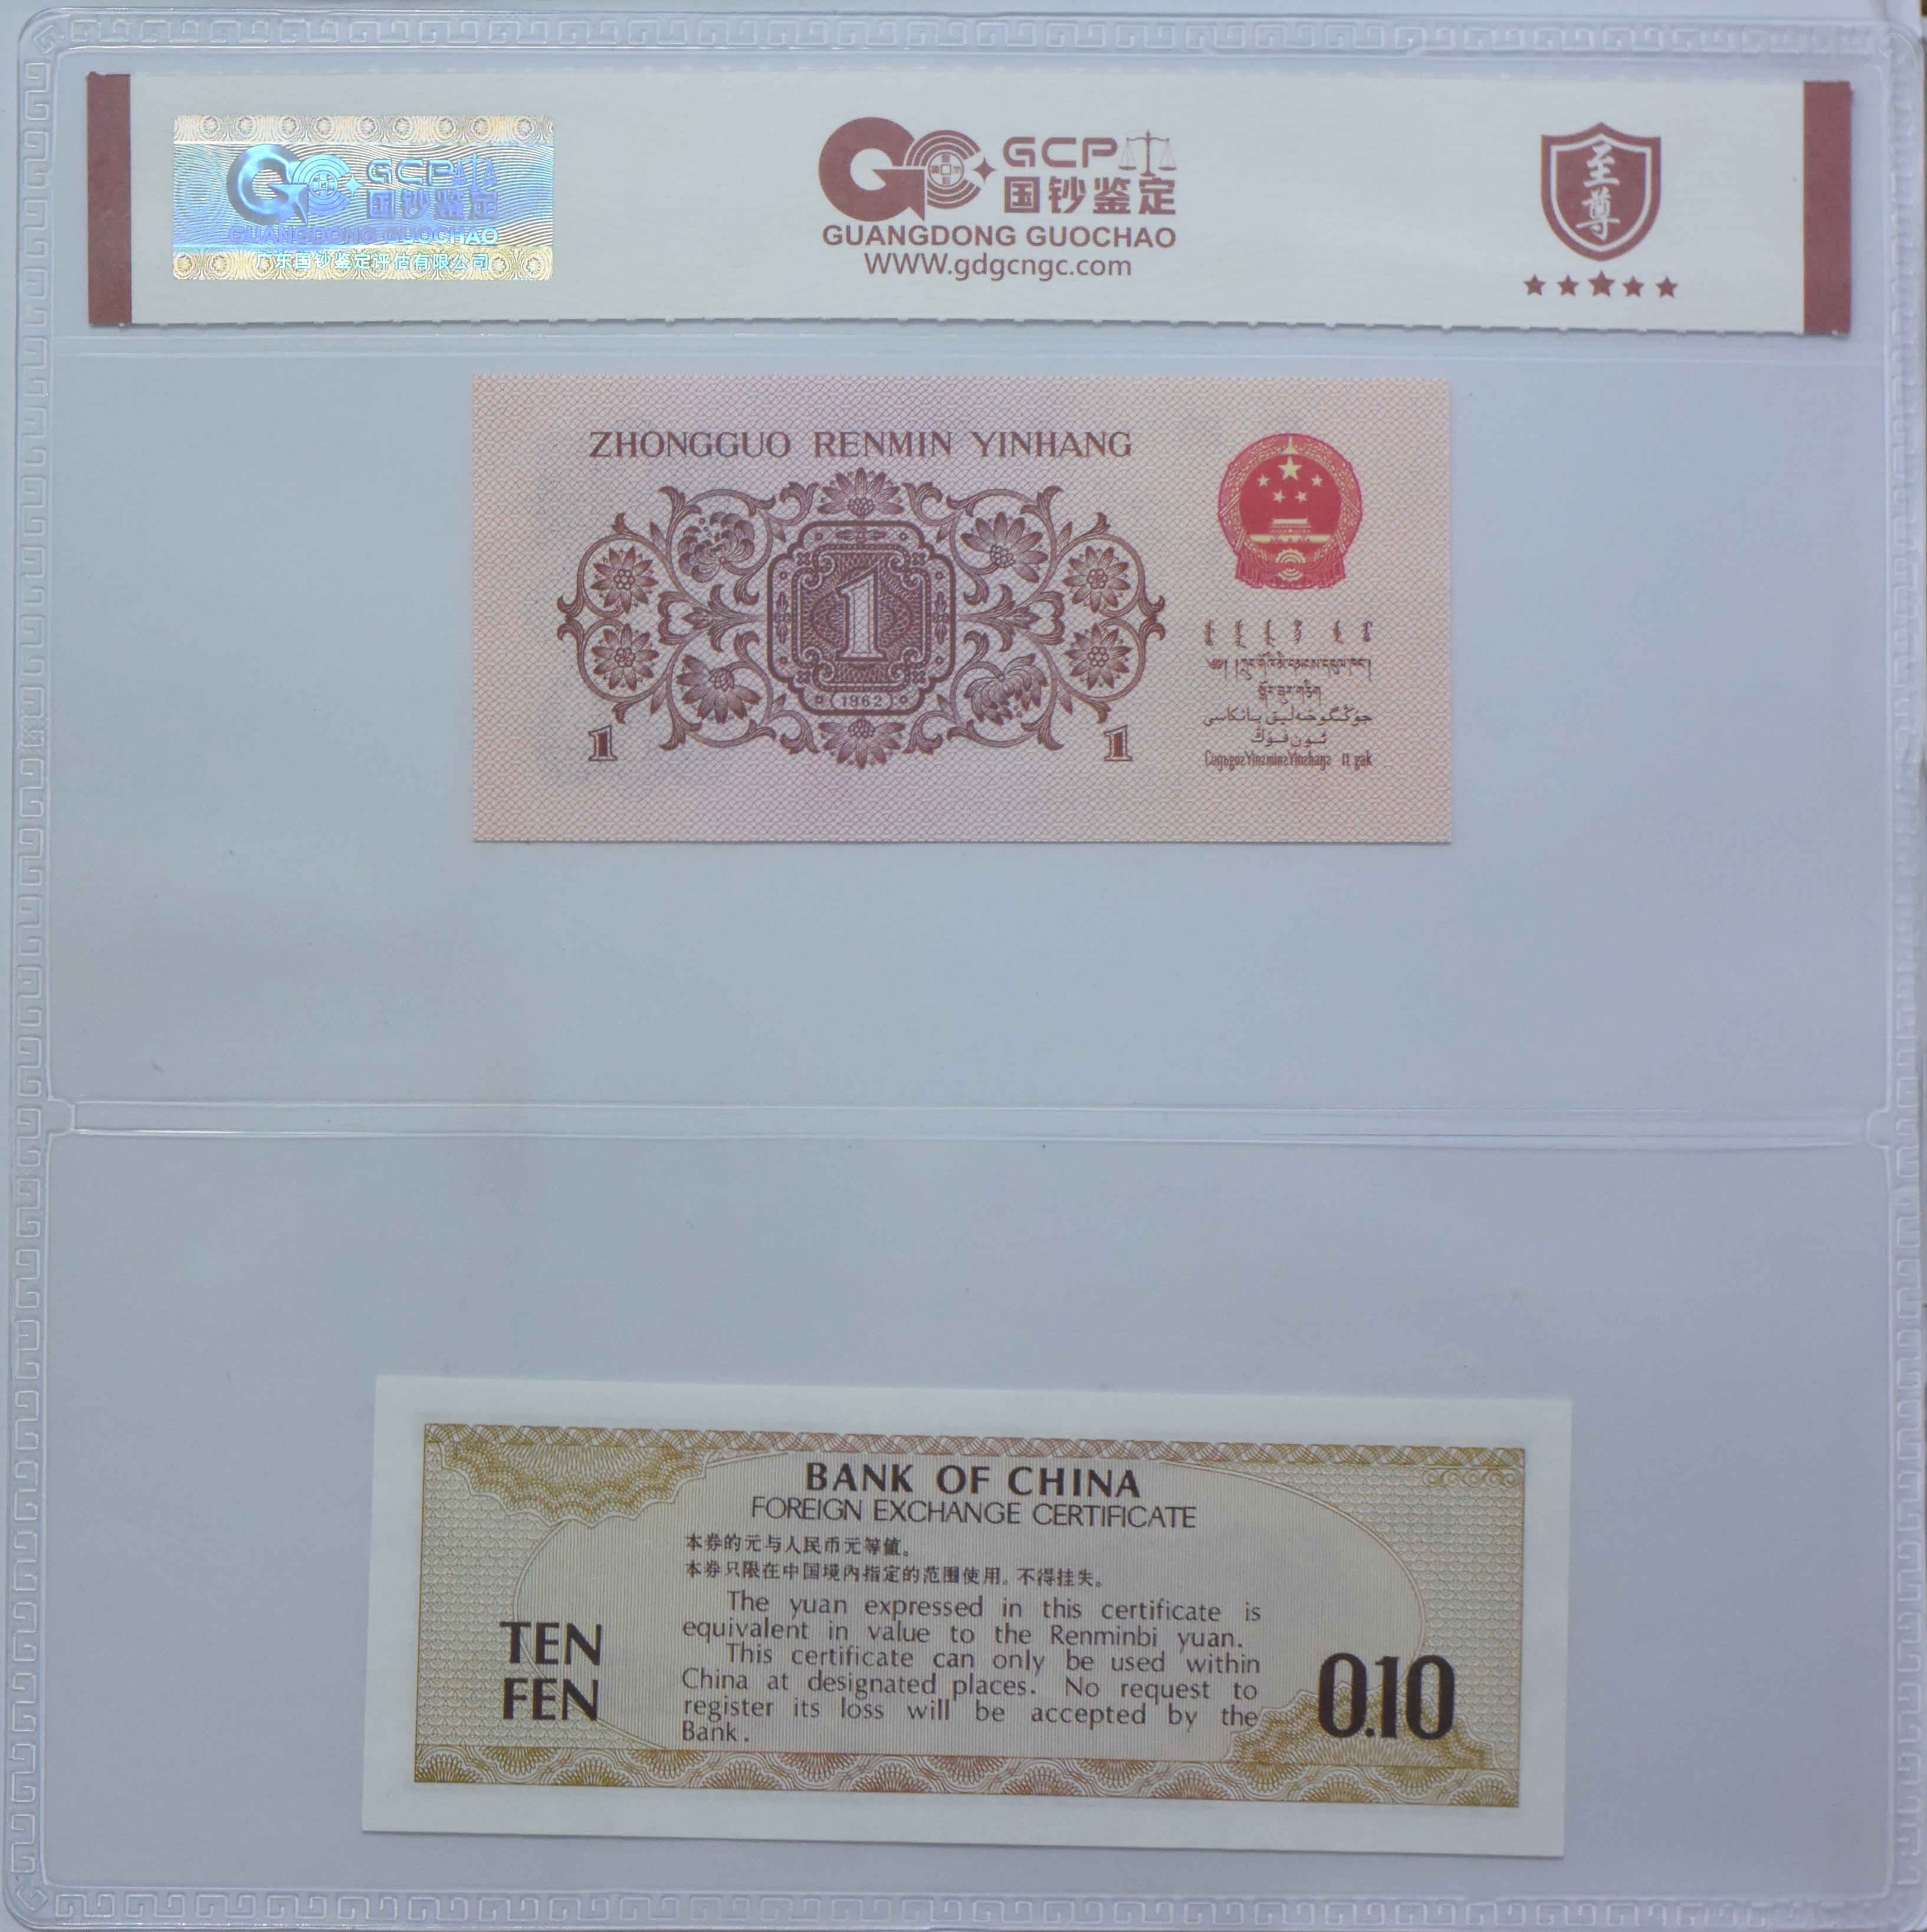 GCP
国钞鉴定
GUANGDONG GUOCHAO
广东国钞鉴定评估有限公司
GCP
国钞鉴定
GUANGDONG GUOCHAO
WWW.gdgcngc.com
至尊
ZHONGGUO RENMIN YINHANG
1
(1962)
1 1
BANK OF CHINA
FOREIGN EXCHANGE CERTIFICATE
本券的元与人民币元等值。
本券只限在中国境内指定的范围使用。不得挂失。
The yuan expressed in this certificate is
equivalent in value to the Renminbi yuan.
This certificate can only be used within
China at designated places. No request to
register its loss will be accepted by the
Bank.
TEN
FEN
0.10